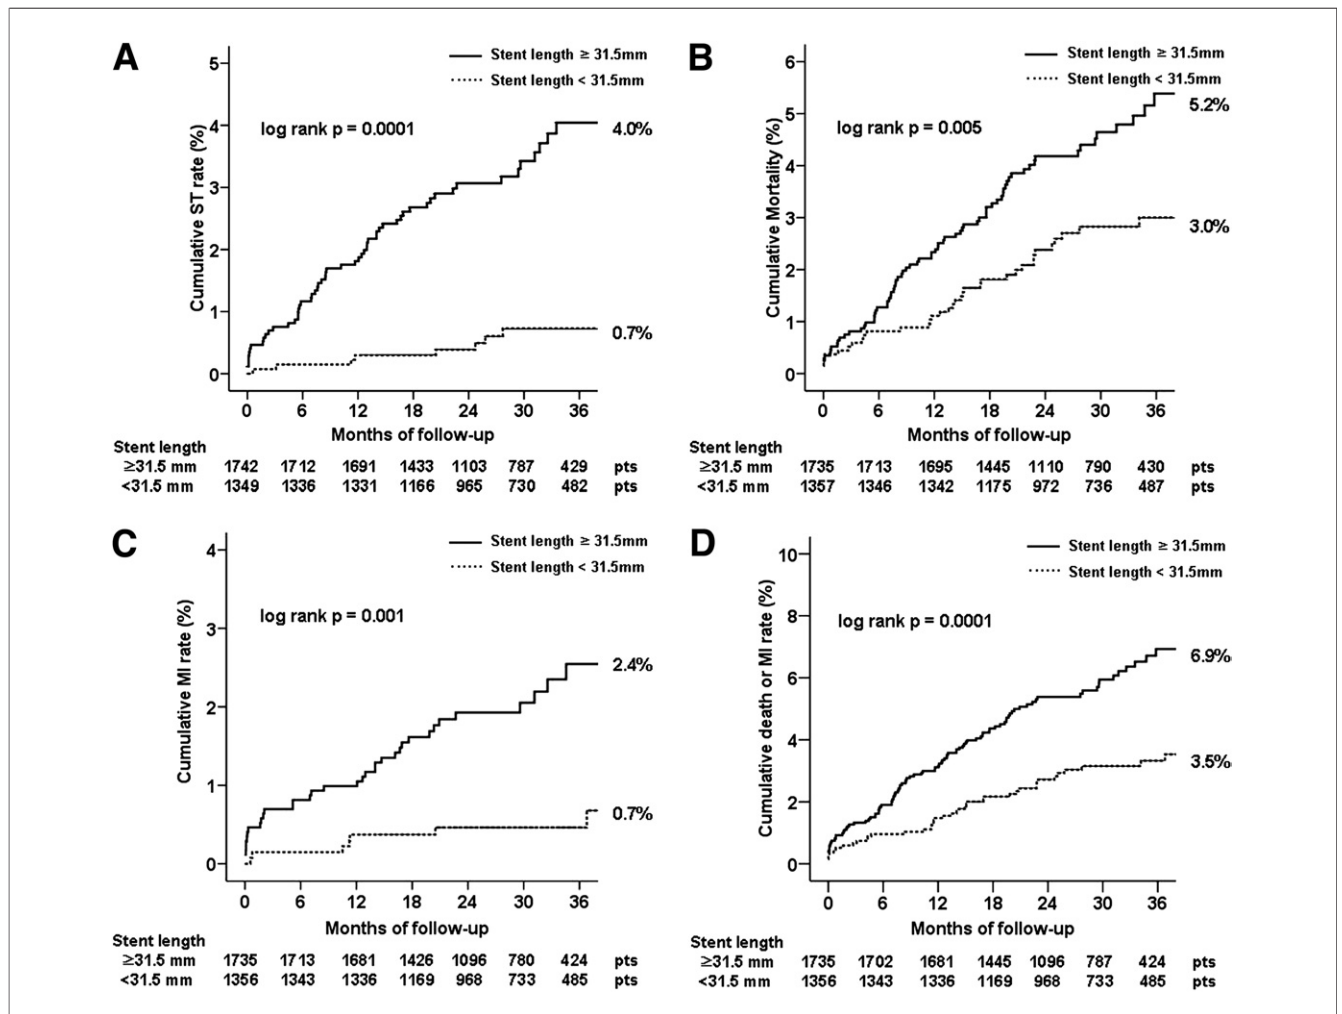 A
Stent length ≥ 31.5mm
Stent length < 31.5mm
log rank p = 0.0001
Cumulative ST rate (%)
5
4
3
2
1
0
4.0%
0.7%
0 6 12 18 24 30 36
Months of follow-up
Stent length
≥31.5 mm 1742 1712 1691 1433 1103 787 429 pts
<31.5 mm 1349 1336 1331 1166 965 730 482 pts
B
Stent length ≥ 31.5mm
Stent length < 31.5mm
log rank p = 0.005
Cumulative Mortality (%)
6
5
4
3
2
1
0
5.2%
3.0%
0 6 12 18 24 30 36
Months of follow-up
Stent length
≥31.5 mm 1735 1713 1695 1445 1110 790 430 pts
<31.5 mm 1357 1346 1342 1175 972 736 487 pts
C
Stent length ≥ 31.5mm
Stent length < 31.5mm
log rank p = 0.001
Cumulative MI rate (%)
4
3
2
1
0
2.4%
0.7%
0 6 12 18 24 30 36
Months of follow-up
Stent length
≥31.5 mm 1735 1713 1681 1426 1096 780 424 pts
<31.5 mm 1356 1343 1336 1169 968 733 485 pts
D
Stent length ≥ 31.5mm
Stent length < 31.5mm
log rank p = 0.0001
Cumulative death or MI rate (%)
10
8
6
4
2
0
6.9%
3.5%
0 6 12 18 24 30 36
Months of follow-up
Stent length
≥31.5 mm 1735 1702 1681 1445 1096 787 424 pts
<31.5 mm 1356 1343 1336 1169 968 733 485 pts